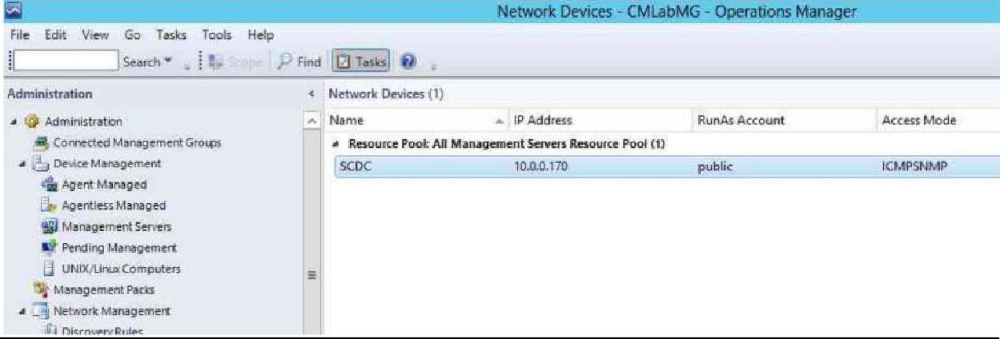 Network Devices - CMLabMG - Operations Manager
File Edit View Go Tasks Tools Help
Search Scope Find Tasks
Administration
Network Devices (1)
Administration
Name IP Address RunAs Account Access Mode
Connected Management Groups
Resource Pool: All Management Servers Resource Pool (1)
Device Management
SCDC 10.0.0.170 public ICMPSNMP
Agent Managed
Agentless Managed
Management Servers
Pending Management
UNIX/Linux Computers
Management Packs
Network Management
Discovery Rules